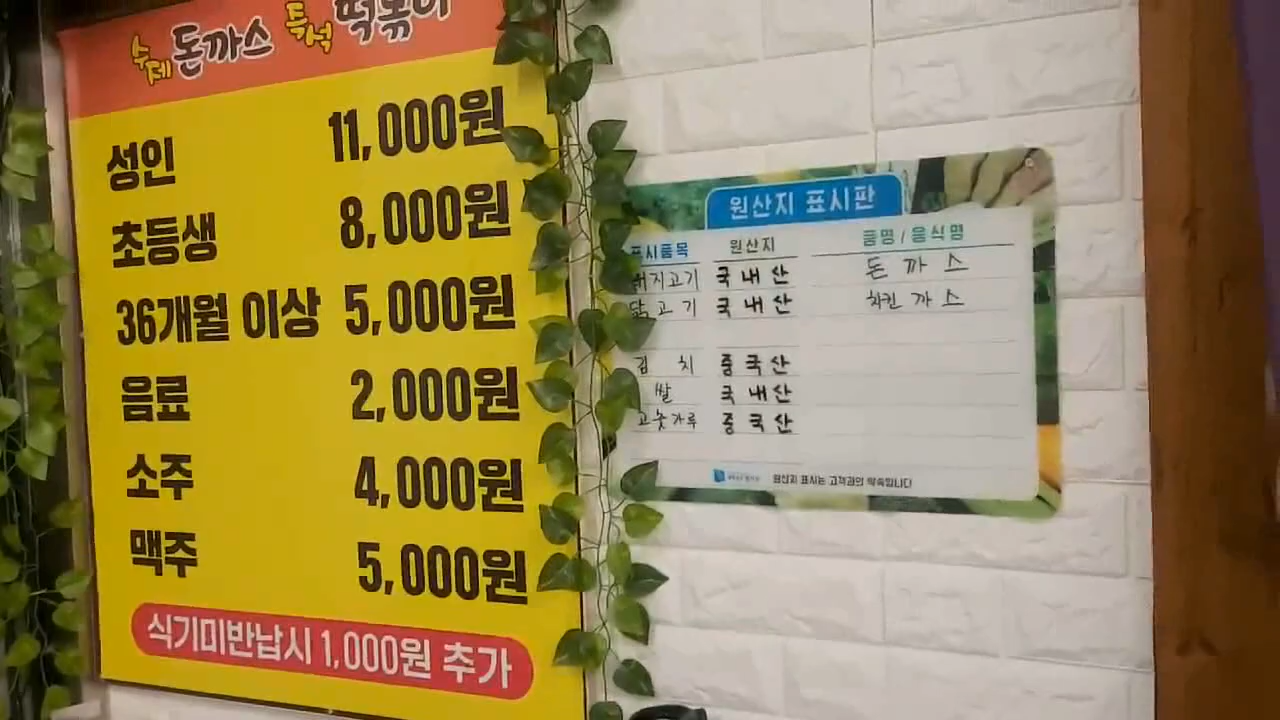 수제 돈까스 특석 떡볶이
성인 11,000원
초등생 8,000원
36개월 이상 5,000원
음료 2,000원
소주 4,000원
맥주 5,000원
식기미반납시 1,000원 추가
원산지 표시판
표시품목 원산지 품명 / 음식명
돼지고기 국내산 돈까스
닭고기 국내산 치킨까스
김치 중국산
쌀 국내산
고춧가루 중국산
원산지 표시는 고객과의 약속입니다